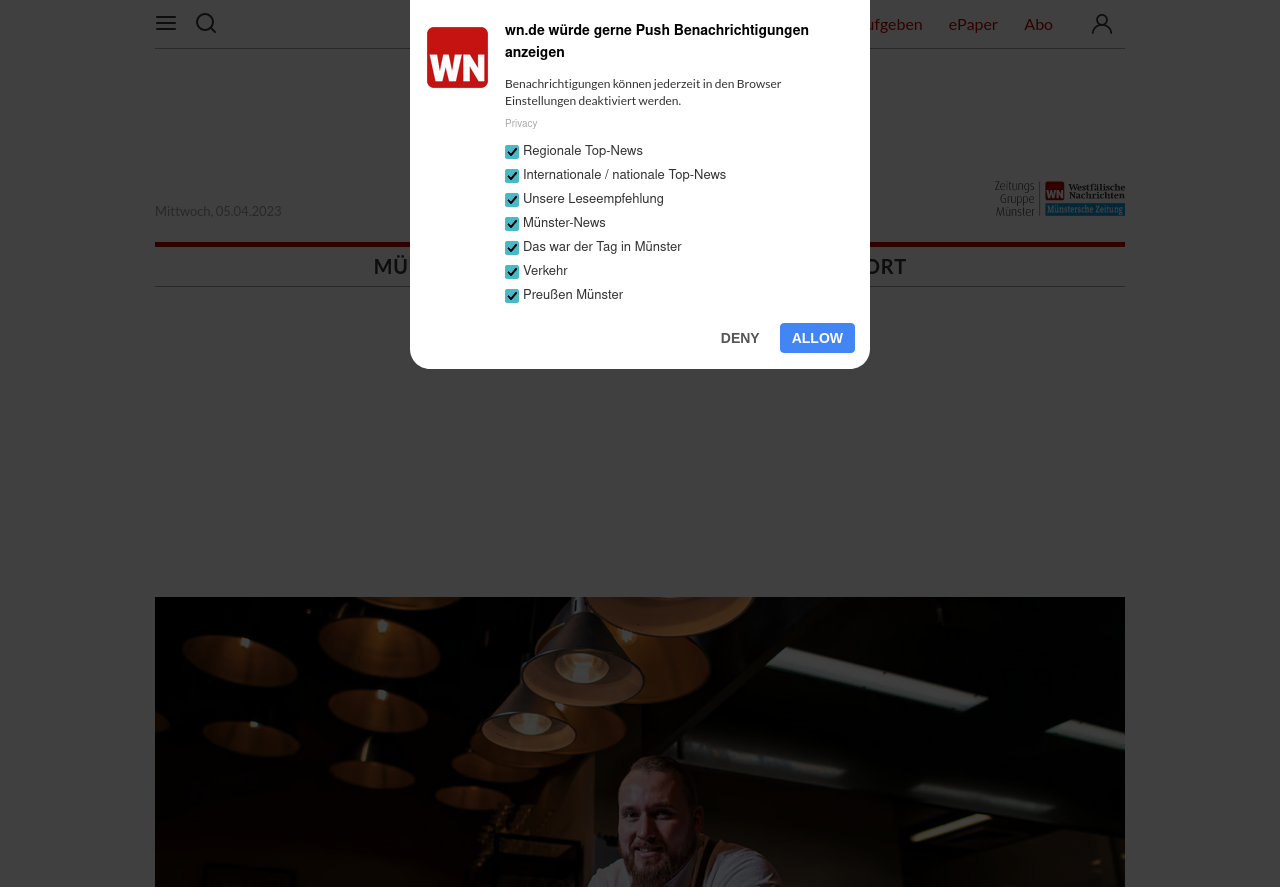 ufgeben ePaper Abo
WN
wn.de würde gerne Push Benachrichtigungen
anzeigen
Benachrichtigungen können jederzeit in den Browser
Einstellungen deaktiviert werden.
Privacy
Regionale Top-News
Internationale / nationale Top-News
Unsere Leseempfehlung
Münster-News
Das war der Tag in Münster
Verkehr
Preußen Münster
DENY ALLOW
Mittwoch, 05.04.2023
Zeitungs
Gruppe
Münster
WN Westfälische
Nachrichten
Münstersche Zeitung
MÜ ORT